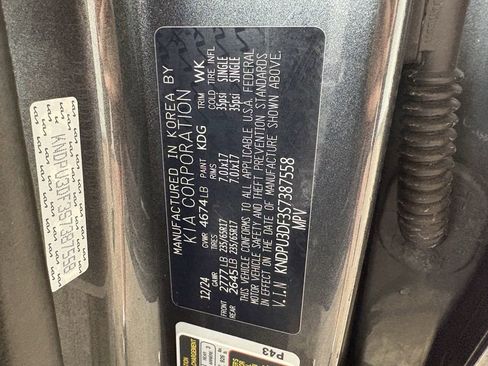 MANUFACTURED IN KOREA BY
KIA CORPORATION
12/24 GVWR 4674LB PAINT KDG TRIM WK
GAWR RIMS COLD TIRE INFL
FRONT 2777LB 235/65R17 7.0Jx17 35psi SINGLE
REAR 2645LB 235/65R17 7.0Jx17 35psi SINGLE
THIS VEHICLE CONFORMS TO ALL APPLICABLE U.S.A. FEDERAL
MOTOR VEHICLE SAFETY AND THEFT PREVENTION STANDARDS
IN EFFECT ON THE DATE OF MANUFACTURE SHOWN ABOVE.
V.I.N KNDPU3DF3S7387558
MPV
KNDPU3DF3S7387558
P43
REAR